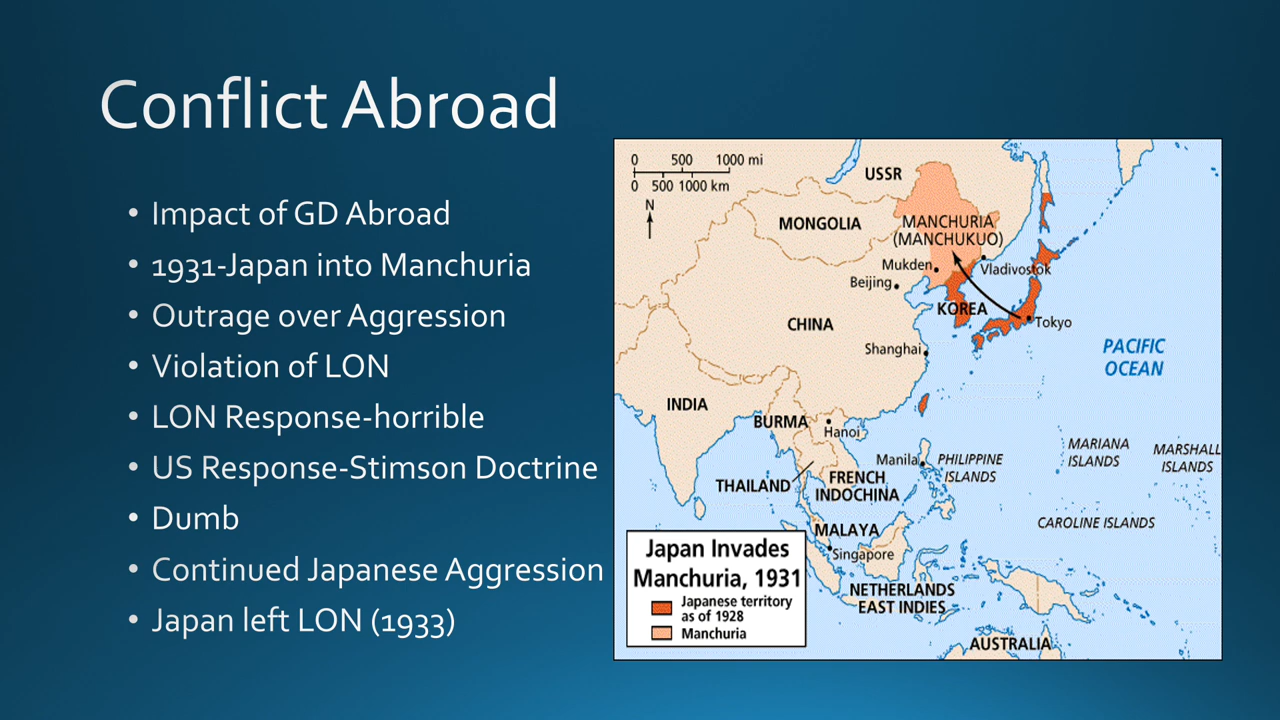 Conflict Abroad
• Impact of GD Abroad
• 1931-Japan into Manchuria
• Outrage over Aggression
• Violation of LON
• LON Response-horrible
• US Response-Stimson Doctrine
• Dumb
• Continued Japanese Aggression
• Japan left LON (1933)
0 500 1000 mi
0 500 1000 km
N
USSR
MONGOLIA
MANCHURIA
(MANCHUKUO)
Mukden
Vladivostok
Beijing
KOREA
Tokyo
CHINA
Shanghai
PACIFIC
OCEAN
INDIA
BURMA
Hanoi
MARIANA
ISLANDS
MARSHALL
ISLANDS
Manila
PHILIPPINE
ISLANDS
THAILAND
FRENCH
INDOCHINA
CAROLINE ISLANDS
MALAYA
Singapore
NETHERLANDS
EAST INDIES
AUSTRALIA
Japan Invades
Manchuria, 1931
Japanese territory
as of 1928
Manchuria